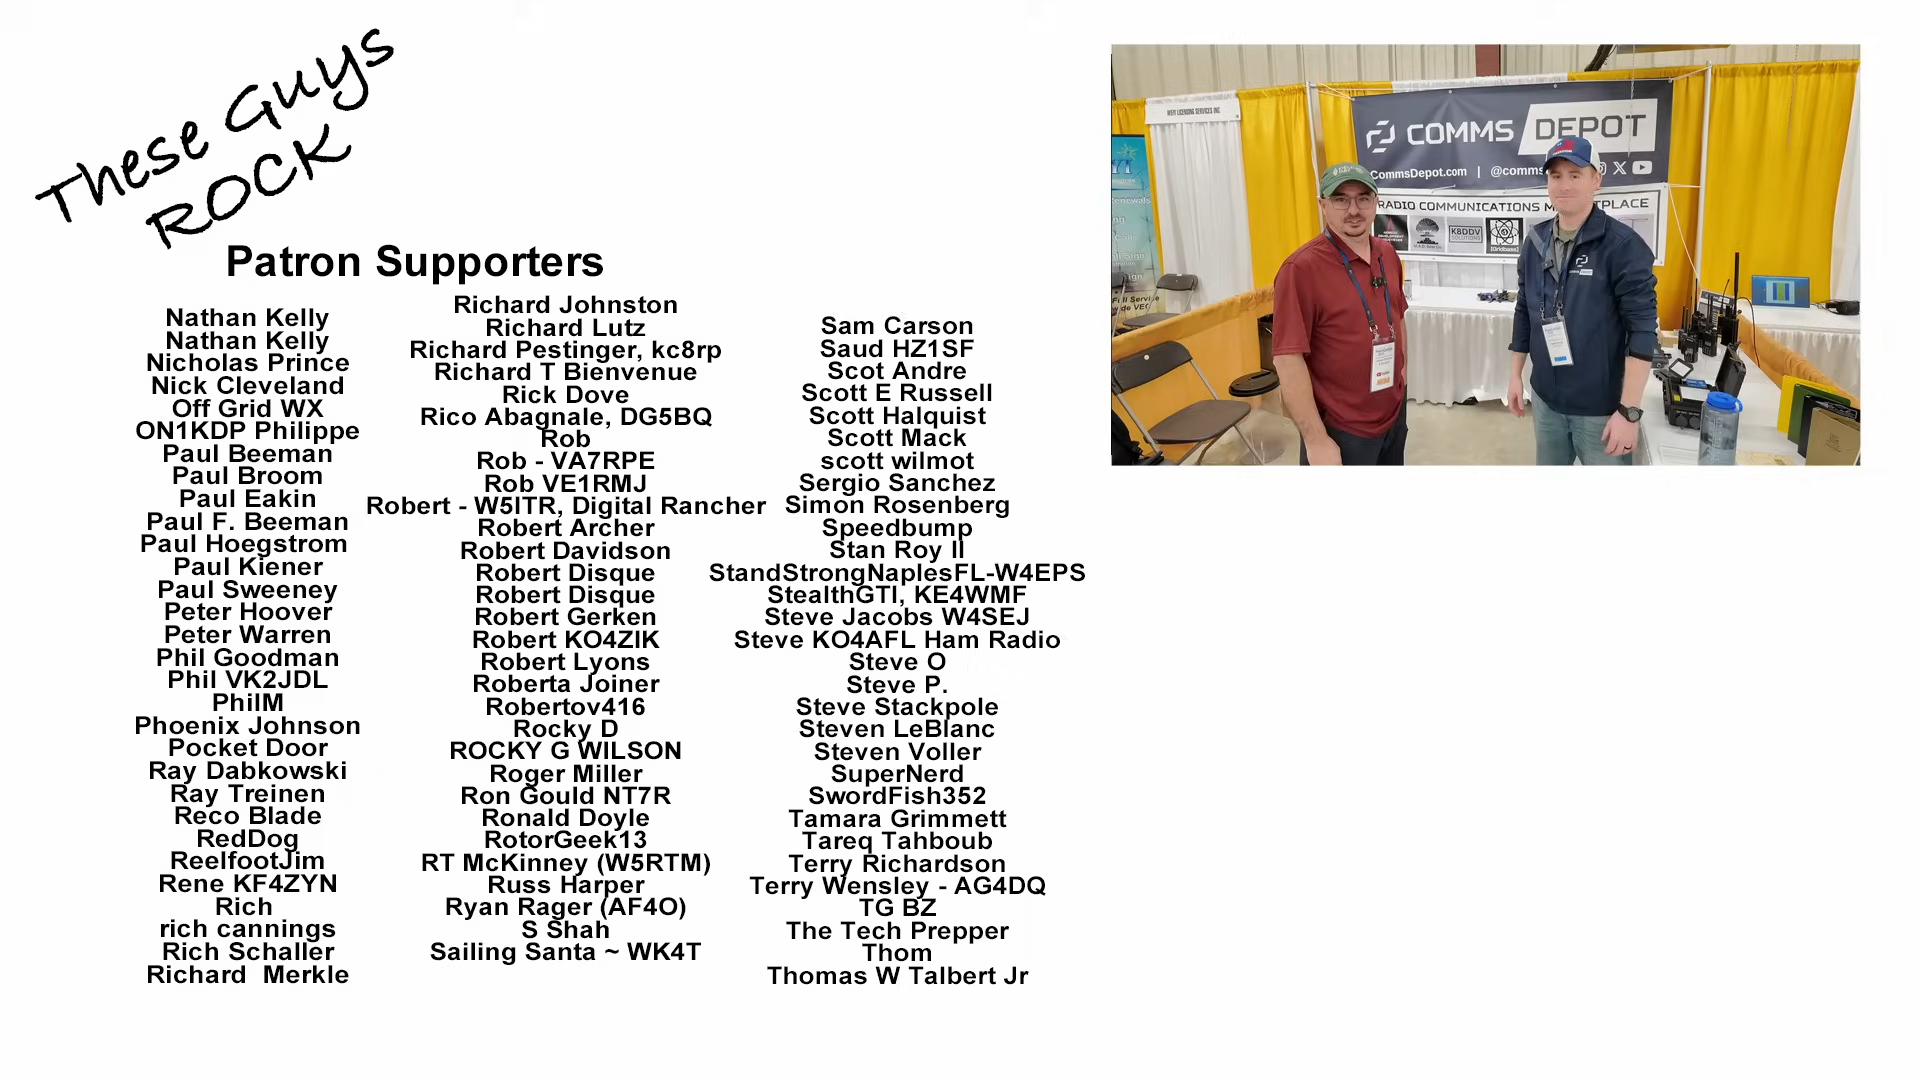 These Guys
ROCK
Patron Supporters
Nathan Kelly
Nathan Kelly
Nicholas Prince
Nick Cleveland
Off Grid WX
ON1KDP Philippe
Paul Beeman
Paul Broom
Paul Eakin
Paul F. Beeman
Paul Hoegstrom
Paul Kiener
Paul Sweeney
Peter Hoover
Peter Warren
Phil Goodman
Phil VK2JDL
PhilM
Phoenix Johnson
Pocket Door
Ray Dabkowski
Ray Treinen
Reco Blade
RedDog
ReelfootJim
Rene KF4ZYN
Rich
rich cannings
Rich Schaller
Richard  Merkle
Richard Johnston
Richard Lutz
Richard Pestinger, kc8rp
Richard T Bienvenue
Rick Dove
Rico Abagnale, DG5BQ
Rob
Rob - VA7RPE
Rob VE1RMJ
Robert - W5ITR, Digital Rancher
Robert Archer
Robert Davidson
Robert Disque
Robert Disque
Robert Gerken
Robert KO4ZIK
Robert Lyons
Roberta Joiner
Robertov416
Rocky D
ROCKY G WILSON
Roger Miller
Ron Gould NT7R
Ronald Doyle
RotorGeek13
RT McKinney (W5RTM)
Russ Harper
Ryan Rager (AF4O)
S Shah
Sailing Santa ~ WK4T
Sam Carson
Saud HZ1SF
Scot Andre
Scott E Russell
Scott Halquist
Scott Mack
scott wilmot
Sergio Sanchez
Simon Rosenberg
Speedbump
Stan Roy II
StandStrongNaplesFL-W4EPS
StealthGTI, KE4WMF
Steve Jacobs W4SEJ
Steve KO4AFL Ham Radio
Steve O
Steve P.
Steve Stackpole
Steven LeBlanc
Steven Voller
SuperNerd
SwordFish352
Tamara Grimmett
Tareq Tahboub
Terry Richardson
Terry Wensley - AG4DQ
TG BZ
The Tech Prepper
Thom
Thomas W Talbert Jr
W5YI LICENSING SERVICES INC.
COMMS DEPOT
CommsDepot.com | @comms
RADIO COMMUNICATIONS M TPLACE
K8DDV
SOLUTIONS